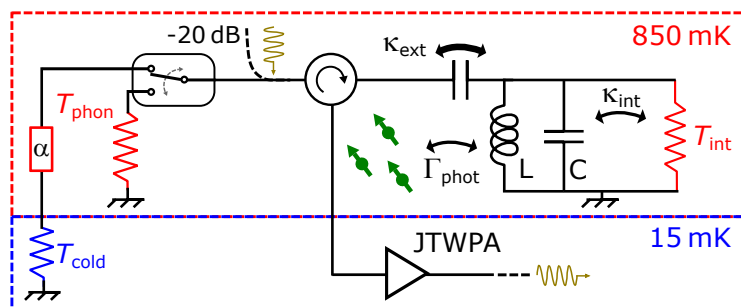 -20 dB
κext
850 mK
Tphon
κint
α
Γphot
L
C
Tint
Tcold
JTWPA
15 mK